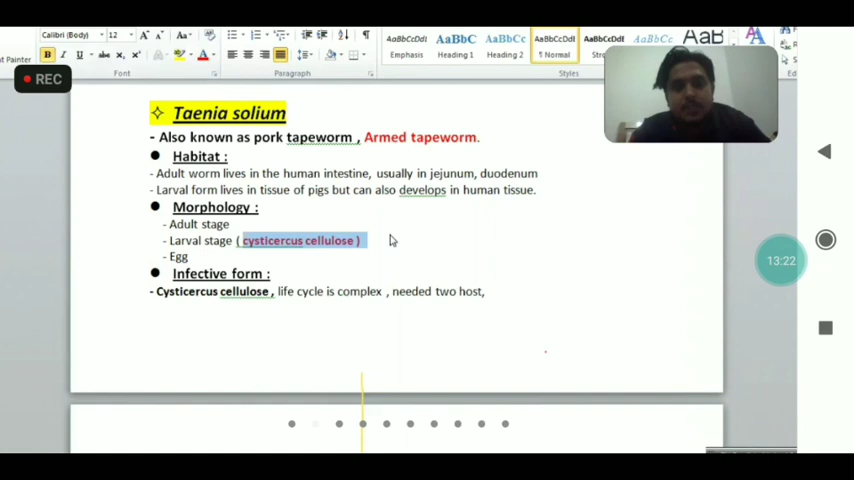 Calibri (Body) 12
Painter
Font
Paragraph
Styles
AaBbCcDdI AaBbC AaBbCc AaBbCcDdI AaBbCcDd AaBbCc AaB
Emphasis Heading 1 Heading 2 ¶ Normal
REC
Taenia solium
- Also known as pork tapeworm , Armed tapeworm.
Habitat :
- Adult worm lives in the human intestine, usually in jejunum, duodenum
- Larval form lives in tissue of pigs but can also develops in human tissue.
Morphology :
- Adult stage
- Larval stage ( cysticercus cellulose )
- Egg
Infective form :
- Cysticercus cellulose , life cycle is complex , needed two host,
13:22